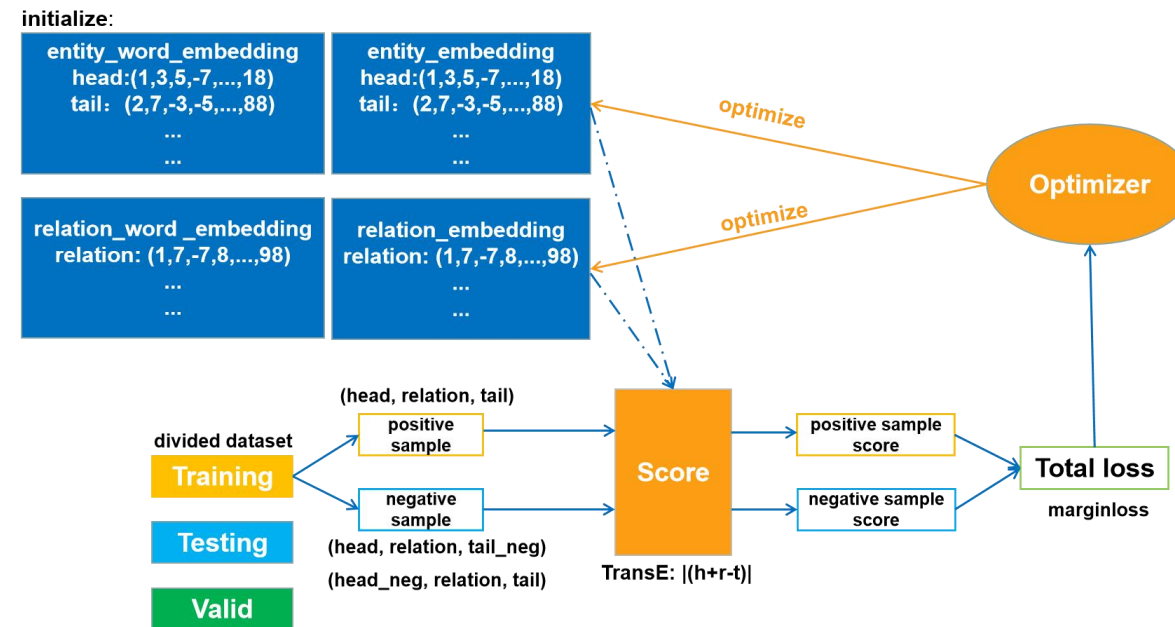 initialize:
entity_word_embedding
head:(1,3,5,-7,...,18)
tail：(2,7,-3,-5,...,88)
...
...
entity_embedding
head:(1,3,5,-7,...,18)
tail：(2,7,-3,-5,...,88)
...
...
optimize
Optimizer
optimize
relation_word _embedding
relation: (1,7,-7,8,...,98)
...
...
relation_embedding
relation: (1,7,-7,8,...,98)
...
...
(head, relation, tail)
positive
sample
divided dataset
Training
negative
sample
(head, relation, tail_neg)
(head_neg, relation, tail)
Testing
Valid
Score
TransE: |(h+r-t)|
positive sample
score
negative sample
score
Total loss
marginloss